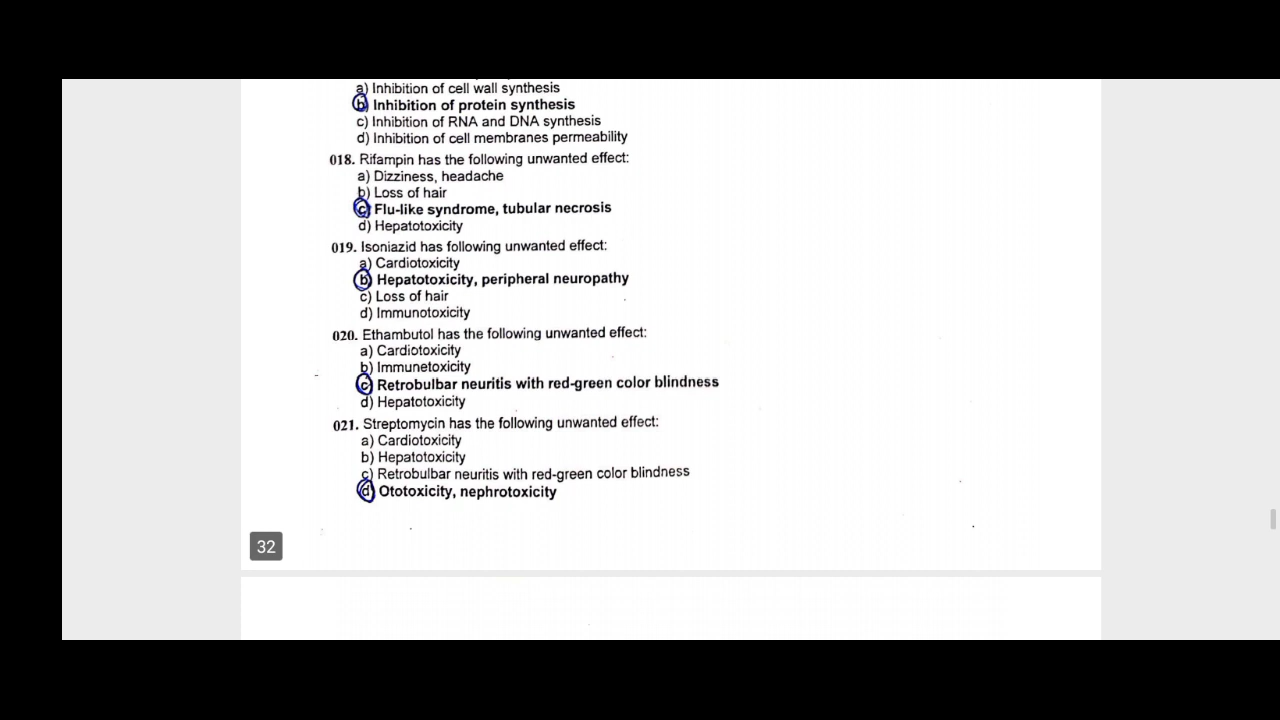 a) Inhibition of cell wall synthesis
b) Inhibition of protein synthesis
c) Inhibition of RNA and DNA synthesis
d) Inhibition of cell membranes permeability
018. Rifampin has the following unwanted effect:
a) Dizziness, headache
b) Loss of hair
c) Flu-like syndrome, tubular necrosis
d) Hepatotoxicity
019. Isoniazid has following unwanted effect:
a) Cardiotoxicity
b) Hepatotoxicity, peripheral neuropathy
c) Loss of hair
d) Immunotoxicity
020. Ethambutol has the following unwanted effect:
a) Cardiotoxicity
b) Immunetoxicity
c) Retrobulbar neuritis with red-green color blindness
d) Hepatotoxicity
021. Streptomycin has the following unwanted effect:
a) Cardiotoxicity
b) Hepatotoxicity
c) Retrobulbar neuritis with red-green color blindness
d) Ototoxicity, nephrotoxicity
32